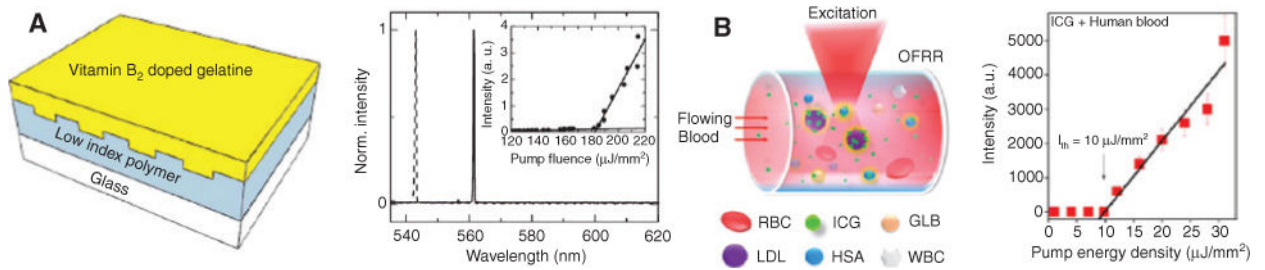 A
Vitamin B2 doped gelatine
Low index polymer
Glass
Norm. intensity
1
0
540 560 580 600 620
Wavelength (nm)
Intensity (a. u.)
4
3
2
1
0
120 140 160 180 200 220
Pump fluence (μJ/mm²)
B
Excitation
OFRR
Flowing
Blood
RBC ICG GLB
LDL HSA WBC
ICG + Human blood
Intensity (a.u.)
5000
4000
3000
2000
1000
0
Ith = 10 μJ/mm²
0 5 10 15 20 25 30
Pump energy density (μJ/mm²)